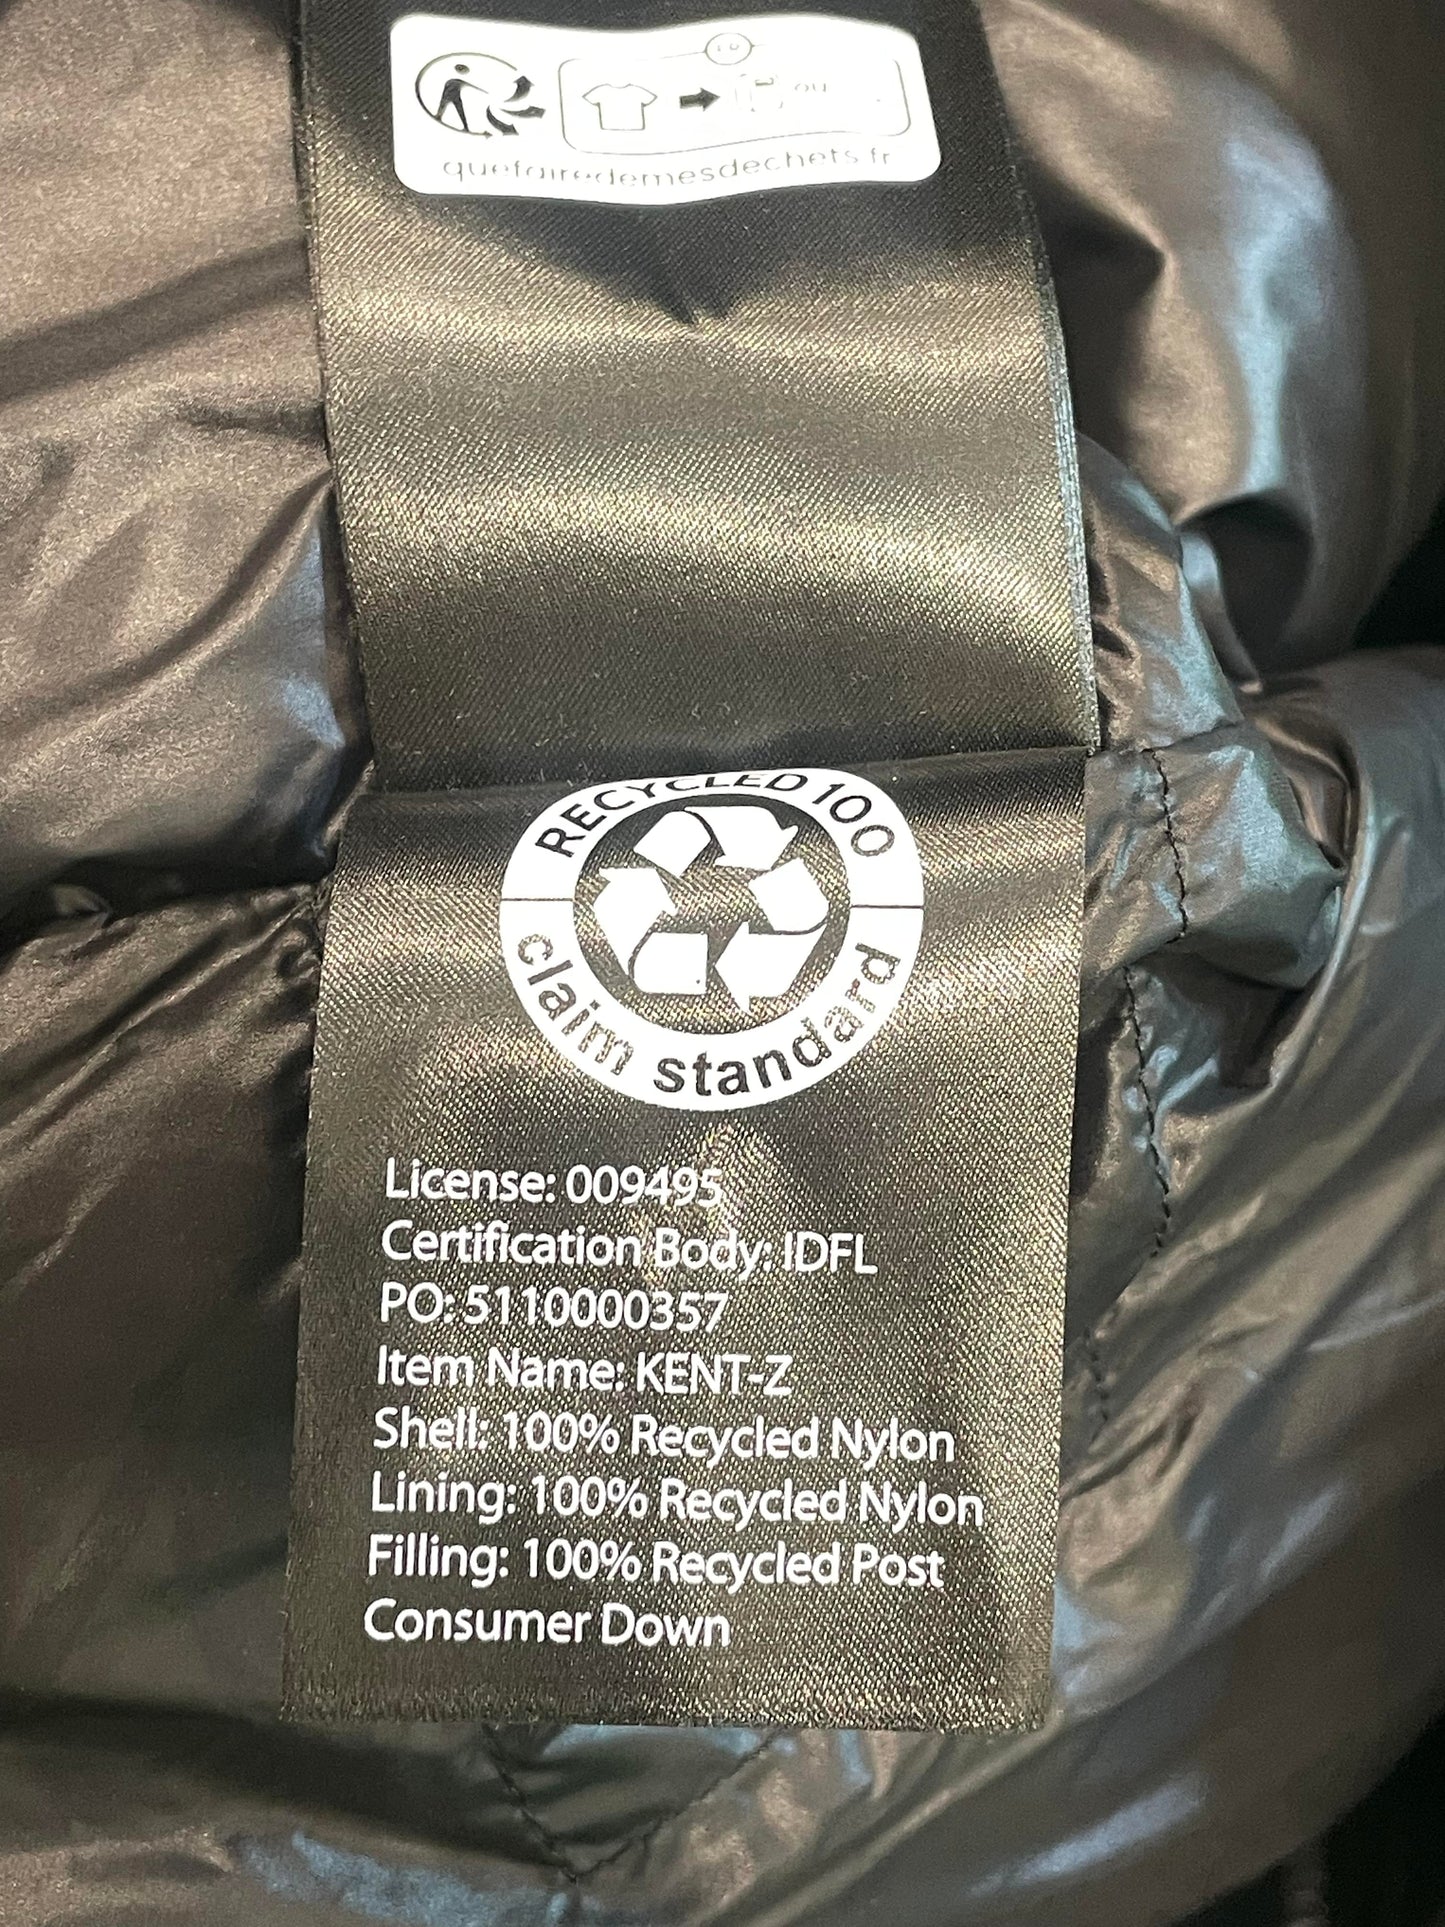 ou
quefairedemesdechets.fr
RECYCLED 100
claim standard
License: 009495
Certification Body: IDFL
PO: 5110000357
Item Name: KENT-Z
Shell: 100% Recycled Nylon
Lining: 100% Recycled Nylon
Filling: 100% Recycled Post
Consumer Down